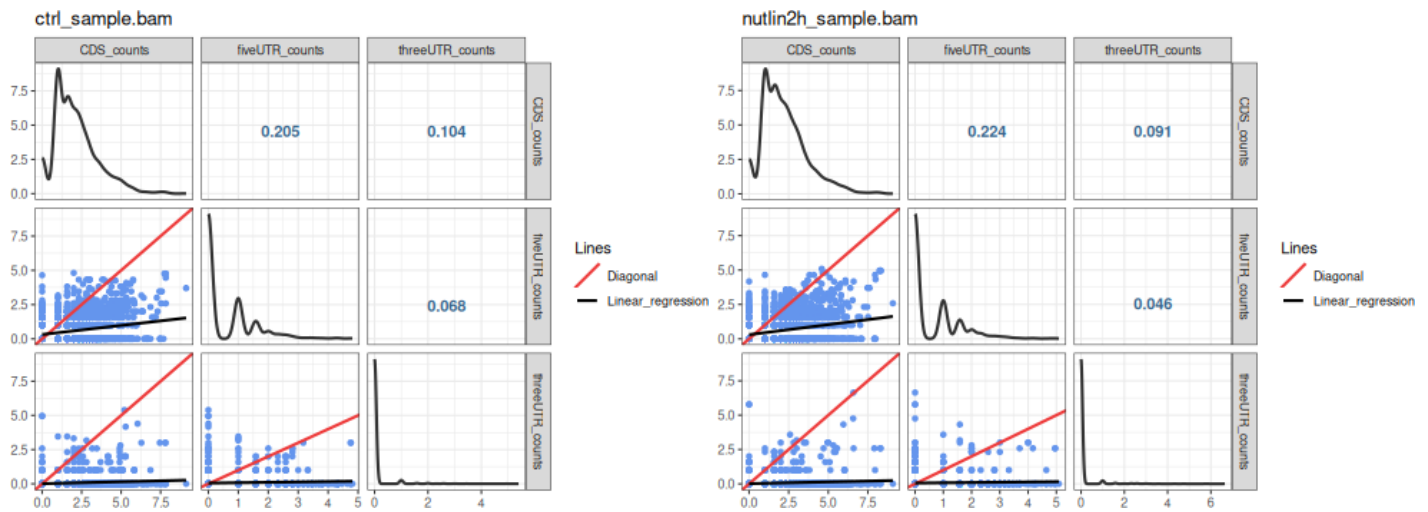 ctrl_sample.bam
CDS_counts fiveUTR_counts threeUTR_counts
7.5
5.0
2.5
0.0
0.205 0.104
CDS_counts
7.5
5.0
2.5
0.0
0.068
fiveUTR_counts
7.5
5.0
2.5
0.0
threeUTR_counts
0.0 2.5 5.0 7.5 0 1 2 3 4 5 0 2 4
Lines
Diagonal
Linear_regression
nutlin2h_sample.bam
CDS_counts fiveUTR_counts threeUTR_counts
7.5
5.0
2.5
0.0
0.224 0.091
CDS_counts
7.5
5.0
2.5
0.0
0.046
fiveUTR_counts
7.5
5.0
2.5
0.0
threeUTR_counts
0.0 2.5 5.0 7.5 0 1 2 3 4 5 0 2 4 6
Lines
Diagonal
Linear_regression